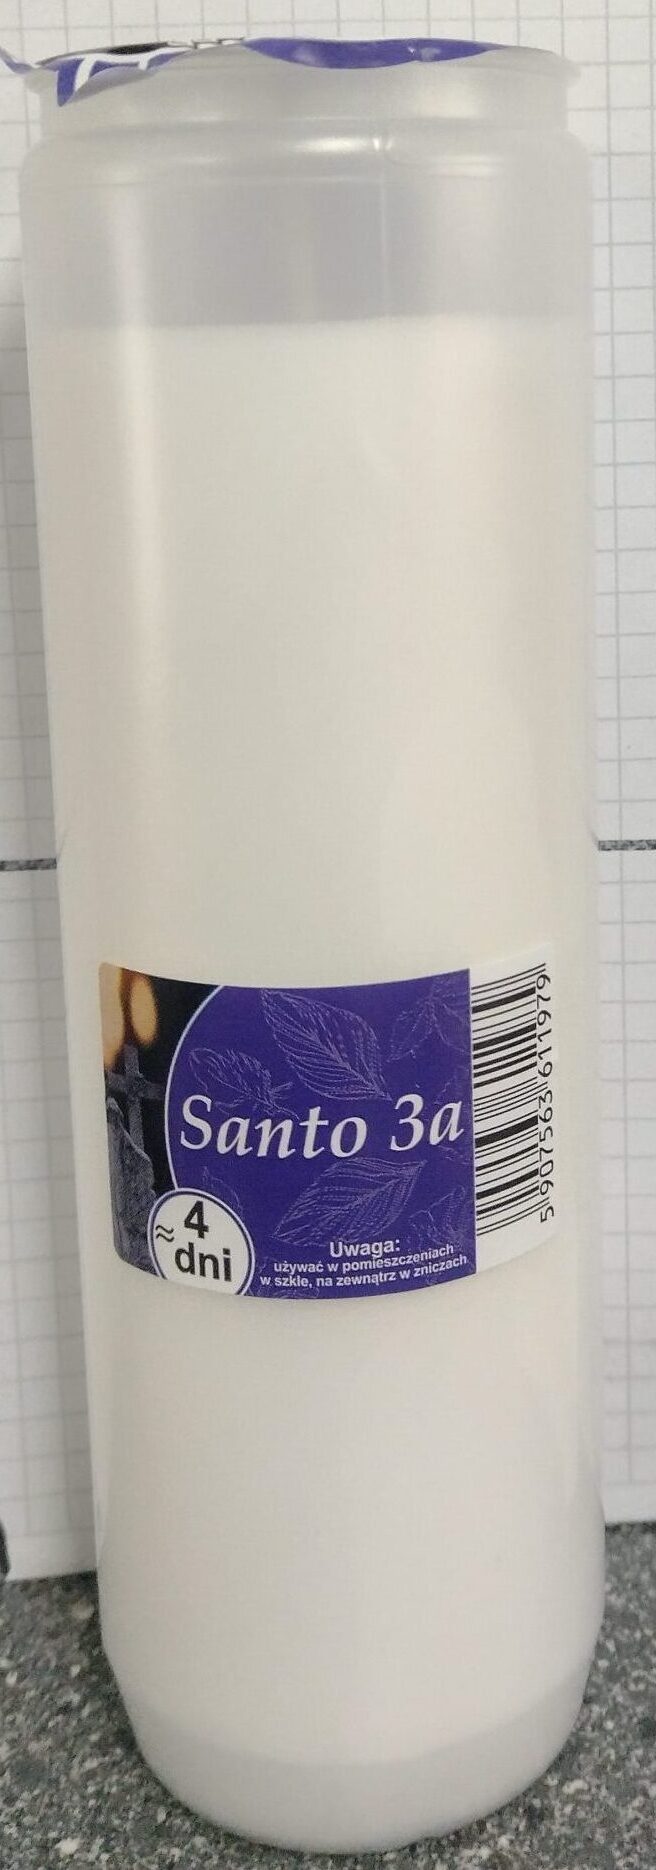 Santo 3a
≈ 4
dni
Uwaga:
używać w pomieszczeniach
w szkle, na zewnątrz w zniczach
5 907563 611979